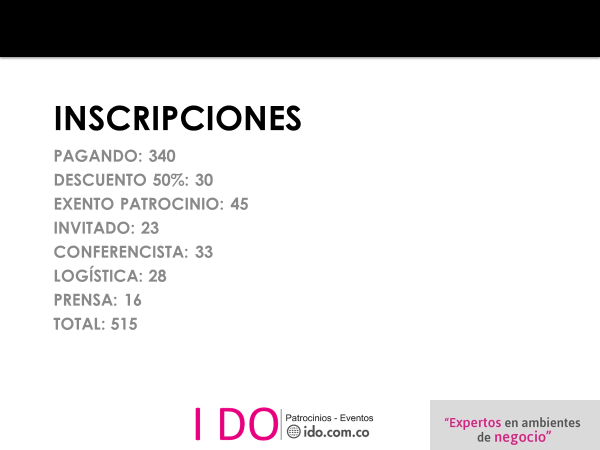 INSCRIPCIONES
PAGANDO: 340
DESCUENTO 50%: 30
EXENTO PATROCINIO: 45
INVITADO: 23
CONFERENCISTA: 33
LOGÍSTICA: 28
PRENSA: 16
TOTAL: 515
I DO
Patrocinios - Eventos
ido.com.co
“Expertos en ambientes
de negocio”